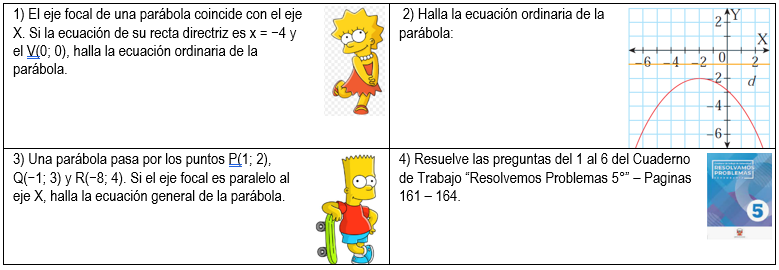 1) El eje focal de una parábola coincide con el eje
X. Si la ecuación de su recta directriz es x = −4 y
el V(0; 0), halla la ecuación ordinaria de la
parábola.
2) Halla la ecuación ordinaria de la
parábola:
2 Y
X
−6 −4 −2 0 2
−2 d
−4
−6
3) Una parábola pasa por los puntos P(1; 2),
Q(−1; 3) y R(−8; 4). Si el eje focal es paralelo al
eje X, halla la ecuación general de la parábola.
4) Resuelve las preguntas del 1 al 6 del Cuaderno
de Trabajo “Resolvemos Problemas 5°” – Paginas
161 – 164.
RESOLVAMOS
PROBLEMAS
5